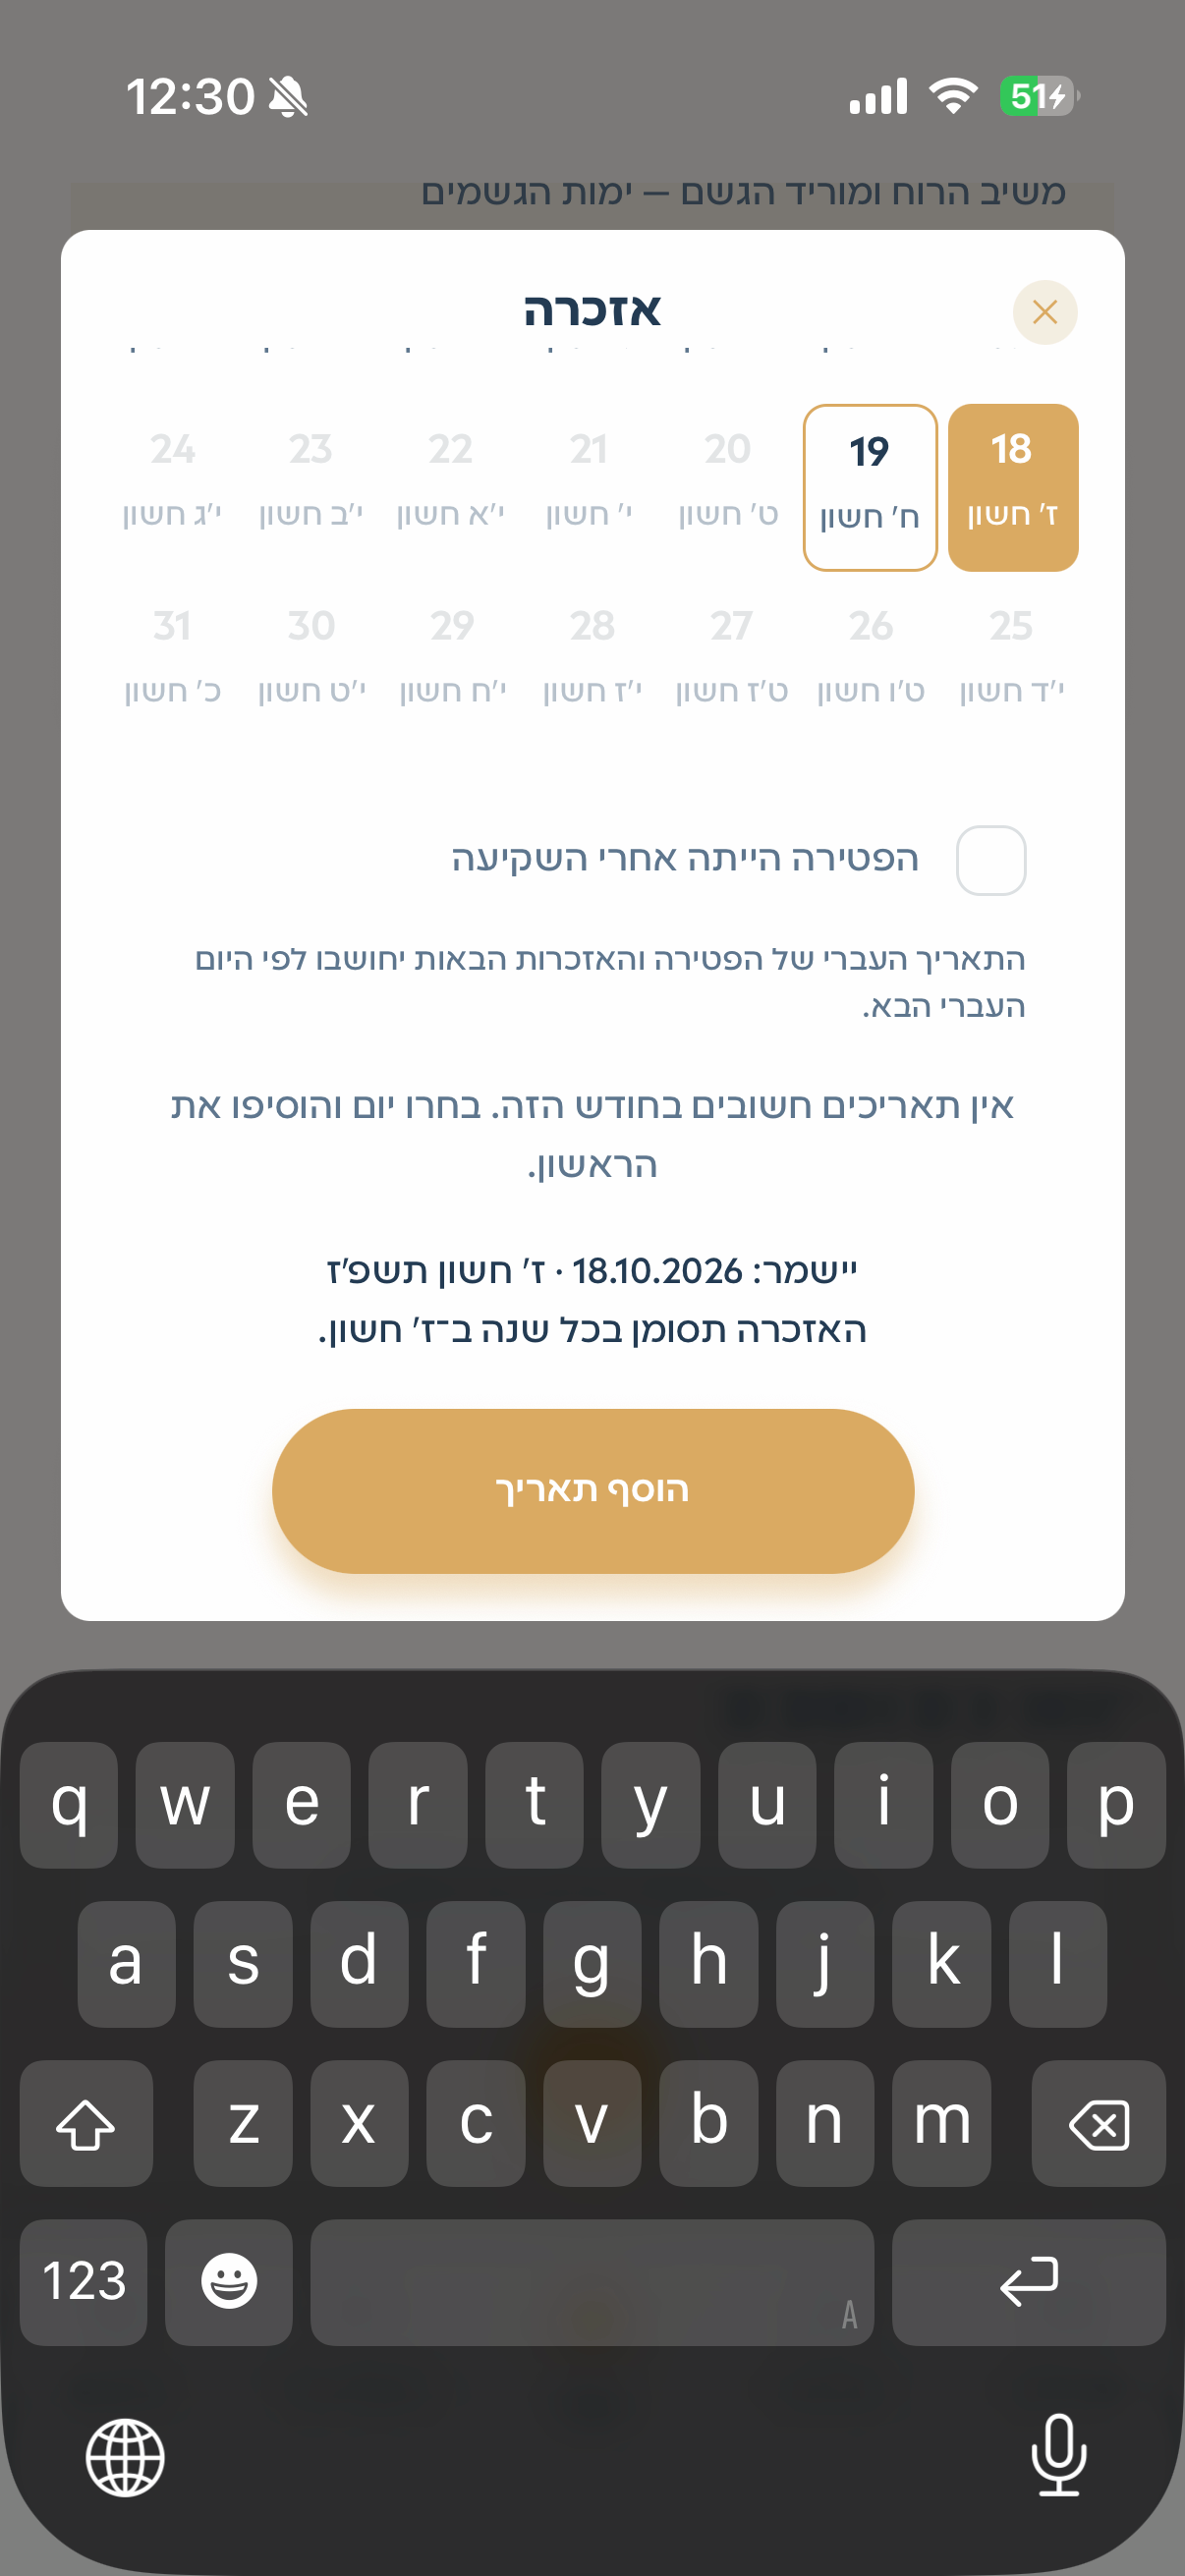 12:30
51
משיב הרוח ומוריד הגשם – ימות הגשמים
אזכרה
18 19 20 21 22 23 24
ז' חשון ח' חשון ט' חשון י' חשון י"א חשון י"ב חשון י"ג חשון
25 26 27 28 29 30 31
י"ד חשון ט"ו חשון ט"ז חשון י"ז חשון י"ח חשון י"ט חשון כ' חשון
הפטירה הייתה אחרי השקיעה
התאריך העברי של הפטירה והאזכרות הבאות יחושבו לפי היום
העברי הבא.
אין תאריכים חשובים בחודש הזה. בחרו יום והוסיפו את
הראשון.
יישמר: 18.10.2026 · ז' חשון תשפ"ז
האזכרה תסומן בכל שנה ב־ז' חשון.
הוסף תאריך
q w e r t y u i o p
a s d f g h j k l
z x c v b n m
123
A